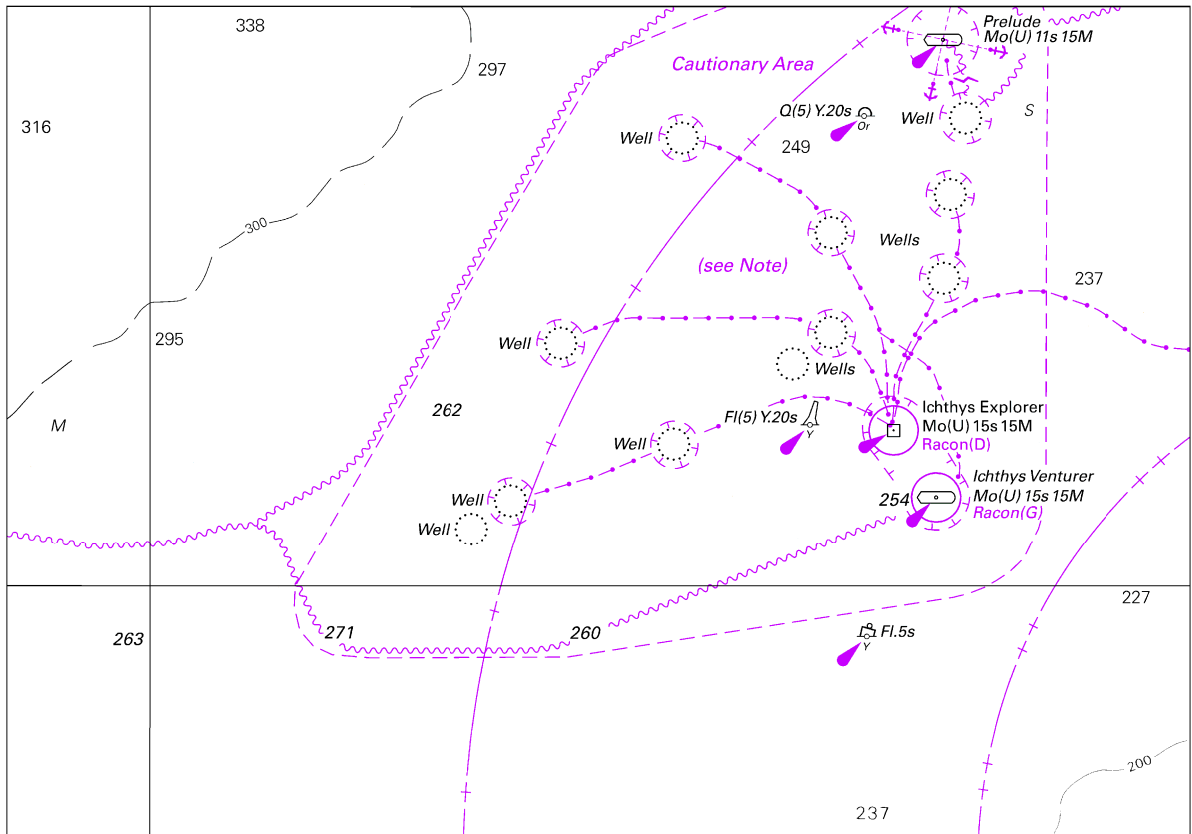 338
Prelude
Mo(U) 11s 15M
297
Cautionary Area
316
Q(5) Y.20s
Or
Well
S
Well
249
300
Wells
(see Note)
237
295
Well
Wells
262
M
Fl(5) Y.20s
Y
Ichthys Explorer
Mo(U) 15s 15M
Racon(D)
Well
Ichthys Venturer
Mo(U) 15s 15M
Racon(G)
254
Well
Well
227
263
271
260
Fl.5s
Y
200
237